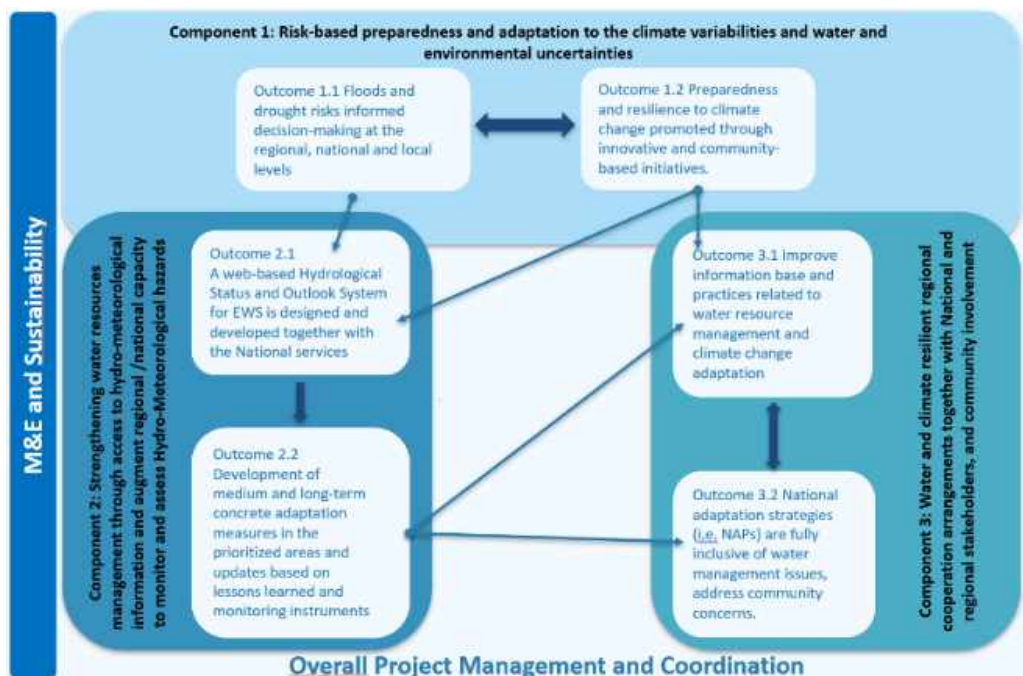 Component 1: Risk-based preparedness and adaptation to the climate variabilities and water and
environmental uncertainties
Outcome 1.1 Floods and
drought risks informed
decision-making at the
regional, national and local
levels
Outcome 1.2 Preparedness
and resilience to climate
change promoted through
innovative and community-
based initiatives.
M&E and Sustainability
Component 2: Strengthening water resources
management through access to hydro-meteorological
information and augment regional /national capacity
to monitor and assess Hydro-Meteorological hazards
Outcome 2.1
A web-based Hydrological
Status and Outlook System
for EWS is designed and
developed together with
the National services
Outcome 2.2
Development of
medium and long-term
concrete adaptation
measures in the
prioritized areas and
updates based on
lessons learned and
monitoring instruments
Outcome 3.1 Improve
information base and
practices related to
water resource
management and
climate change
adaptation
Outcome 3.2 National
adaptation strategies
(i.e. NAPs) are fully
inclusive of water
management issues,
address community
concerns.
Component 3: Water and climate resilient regional
cooperation arrangements together with National and
regional stakeholders, and community involvement
Overall Project Management and Coordination